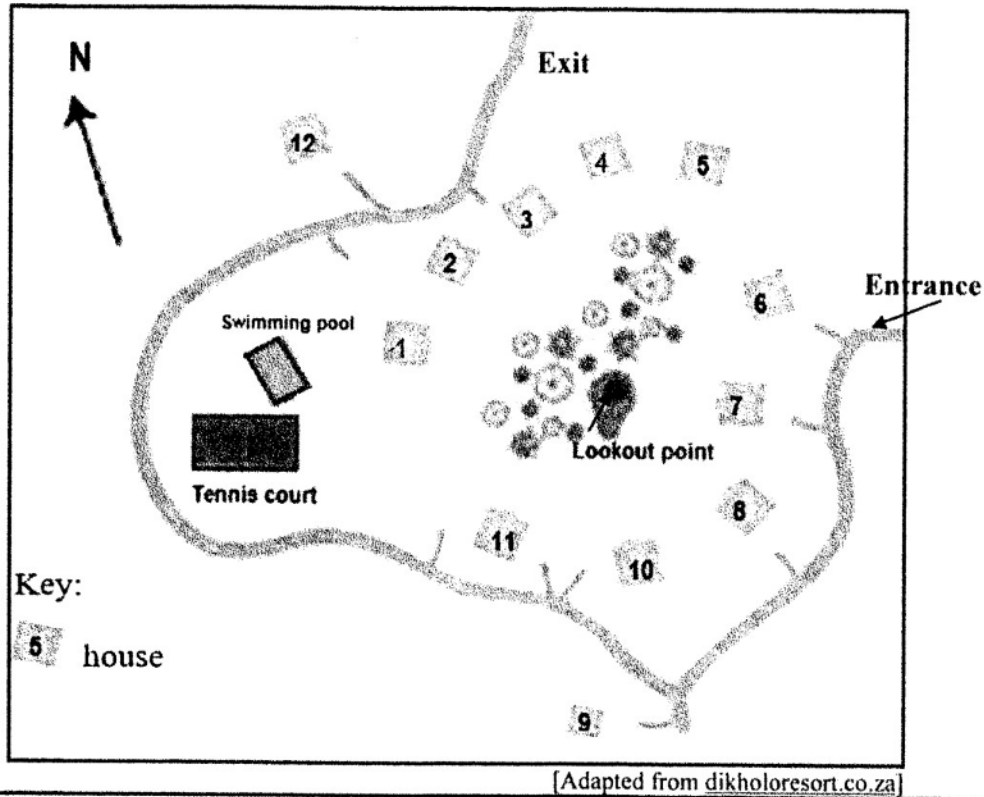 N
Exit
12
4
5
3
2
6
Entrance
Swimming pool
1
7
Lookout point
Tennis court
8
11
10
Key:
5 house
9
[Adapted from dikholoresort.co.za]